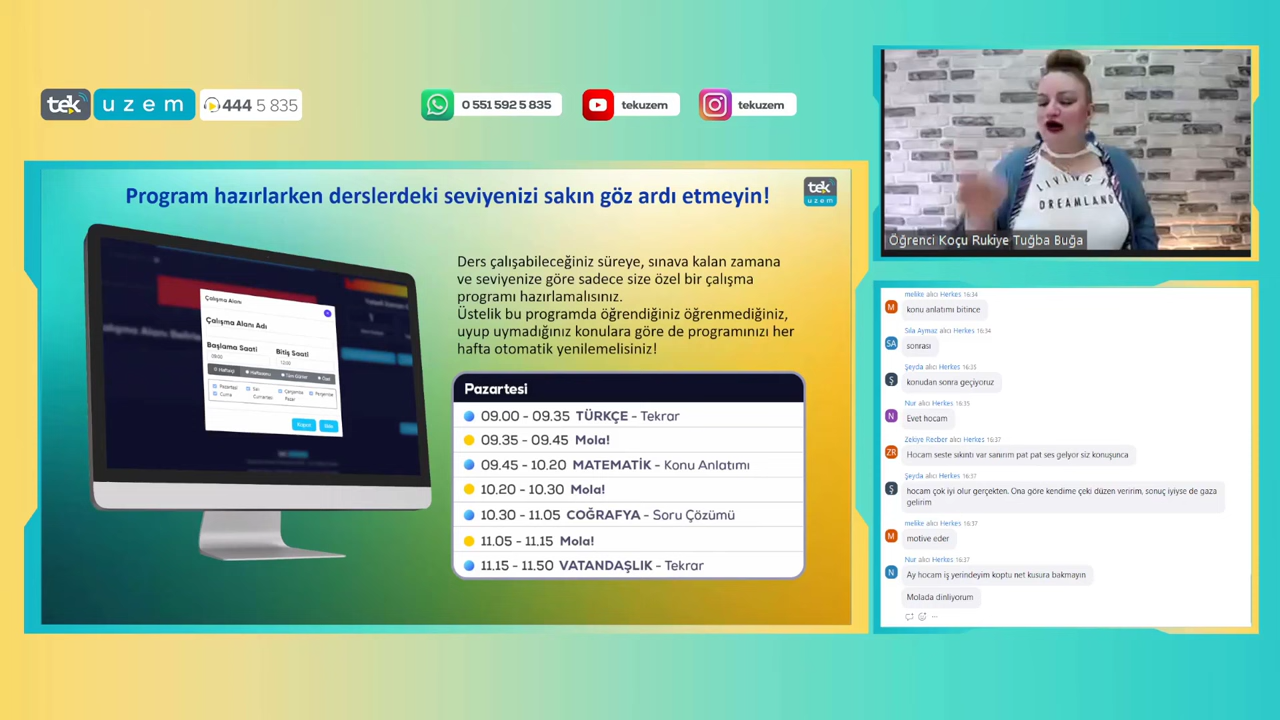 tek uzem 444 5 835
0 551 592 5 835
tekuzem
tekuzem
Program hazırlarken derslerdeki seviyenizi sakın göz ardı etmeyin!
tek
uzem
Ders çalışabileceğiniz süreye, sınava kalan zamana
ve seviyenize göre sadece size özel bir çalışma
programı hazırlamalısınız.
Üstelik bu programda öğrendiğiniz öğrenmediğiniz,
uyup uymadığınız konulara göre de programınızı her
hafta otomatik yenilemelisiniz!
Çalışma Alanı
Çalışma Alanı Adı
Başlama Saati
Bitiş Saati
Pazartesi
09.00 - 09.35 TÜRKÇE - Tekrar
09.35 - 09.45 Mola!
09.45 - 10.20 MATEMATİK - Konu Anlatımı
10.20 - 10.30 Mola!
10.30 - 11.05 COĞRAFYA - Soru Çözümü
11.05 - 11.15 Mola!
11.15 - 11.50 VATANDAŞLIK - Tekrar
LIVING IN
DREAMLAND
Öğrenci Koçu Rukiye Tuğba Buğa
melike alıcı Herkes 16:34
M
konu anlatımı bitince
Sıla Aymaz alıcı Herkes 16:34
SA
sonrası
Şeyda alıcı Herkes 16:35
Ş
konudan sonra geçiyoruz
Nur alıcı Herkes 16:35
N
Evet hocam
Zekiye Recber alıcı Herkes 16:37
ZR
Hocam seste sıkıntı var sanırım pat pat ses gelyor siz konuşunca
Şeyda alıcı Herkes 16:37
Ş
hocam çok iyi olur gerçekten. Ona göre kendime çeki düzen veririm, sonuç iyiyse de gaza
gelirim
melike alıcı Herkes 16:37
M
motive eder
Nur alıcı Herkes 16:37
N
Ay hocam iş yerindeyim koptu net kusura bakmayın
Molada dinliyorum